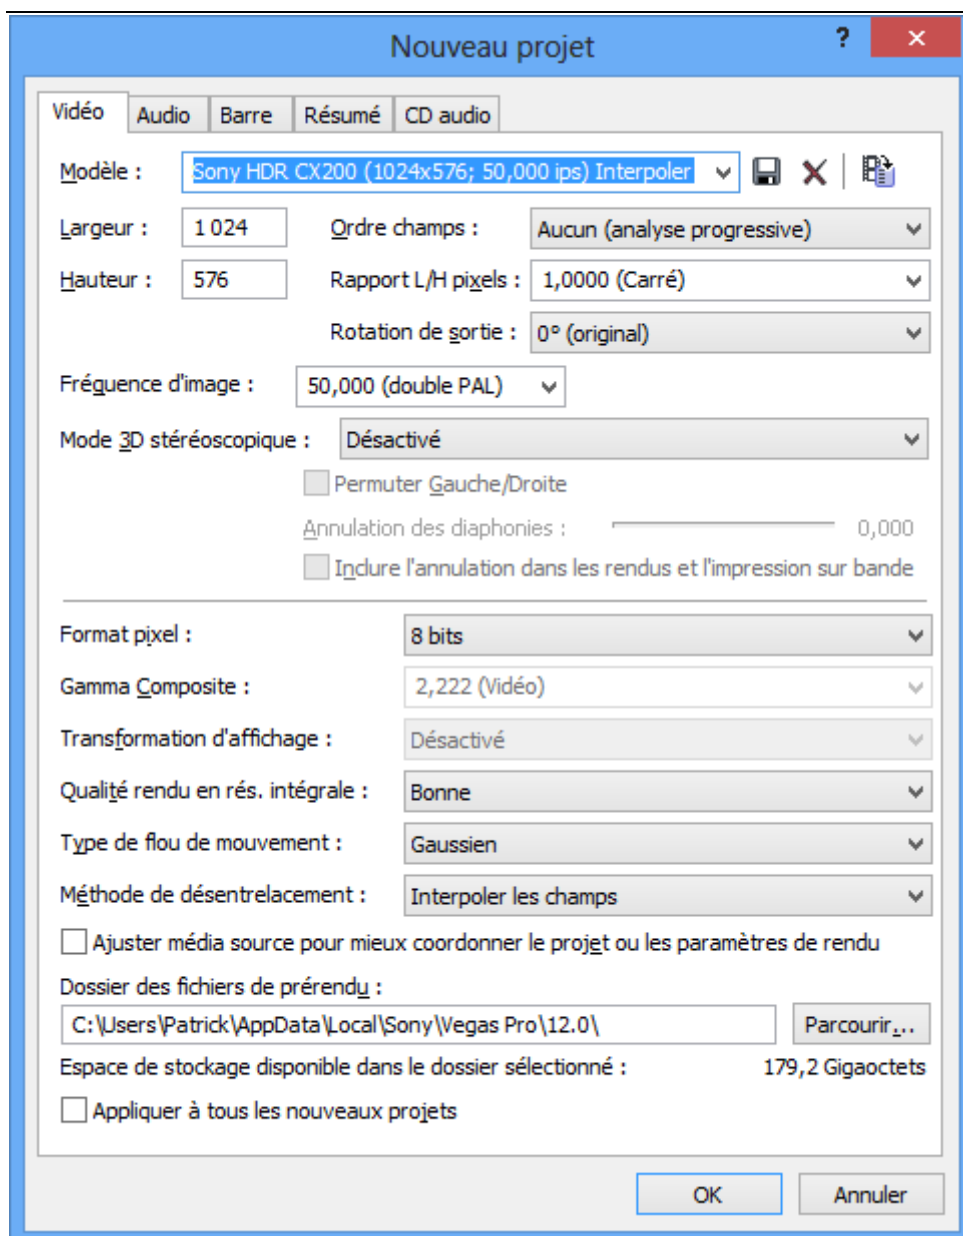 Nouveau projet
?
Vidéo Audio Barre Résumé CD audio
Modèle : Sony HDR CX200 (1024x576; 50,000 ips) Interpoler
Largeur : 1 024 Ordre champs : Aucun (analyse progressive)
Hauteur : 576 Rapport L/H pixels : 1,0000 (Carré)
Rotation de sortie : 0° (original)
Fréquence d'image : 50,000 (double PAL)
Mode 3D stéréoscopique : Désactivé
Permuter Gauche/Droite
Annulation des diaphonies : 0,000
Inclure l'annulation dans les rendus et l'impression sur bande
Format pixel : 8 bits
Gamma Composite : 2,222 (Vidéo)
Transformation d'affichage : Désactivé
Qualité rendu en rés. intégrale : Bonne
Type de flou de mouvement : Gaussien
Méthode de désentrelacement : Interpoler les champs
Ajuster média source pour mieux coordonner le projet ou les paramètres de rendu
Dossier des fichiers de prérendu :
C:\Users\Patrick\AppData\Local\Sony\Vegas Pro\12.0\ Parcourir...
Espace de stockage disponible dans le dossier sélectionné : 179,2 Gigaoctets
Appliquer à tous les nouveaux projets
OK Annuler